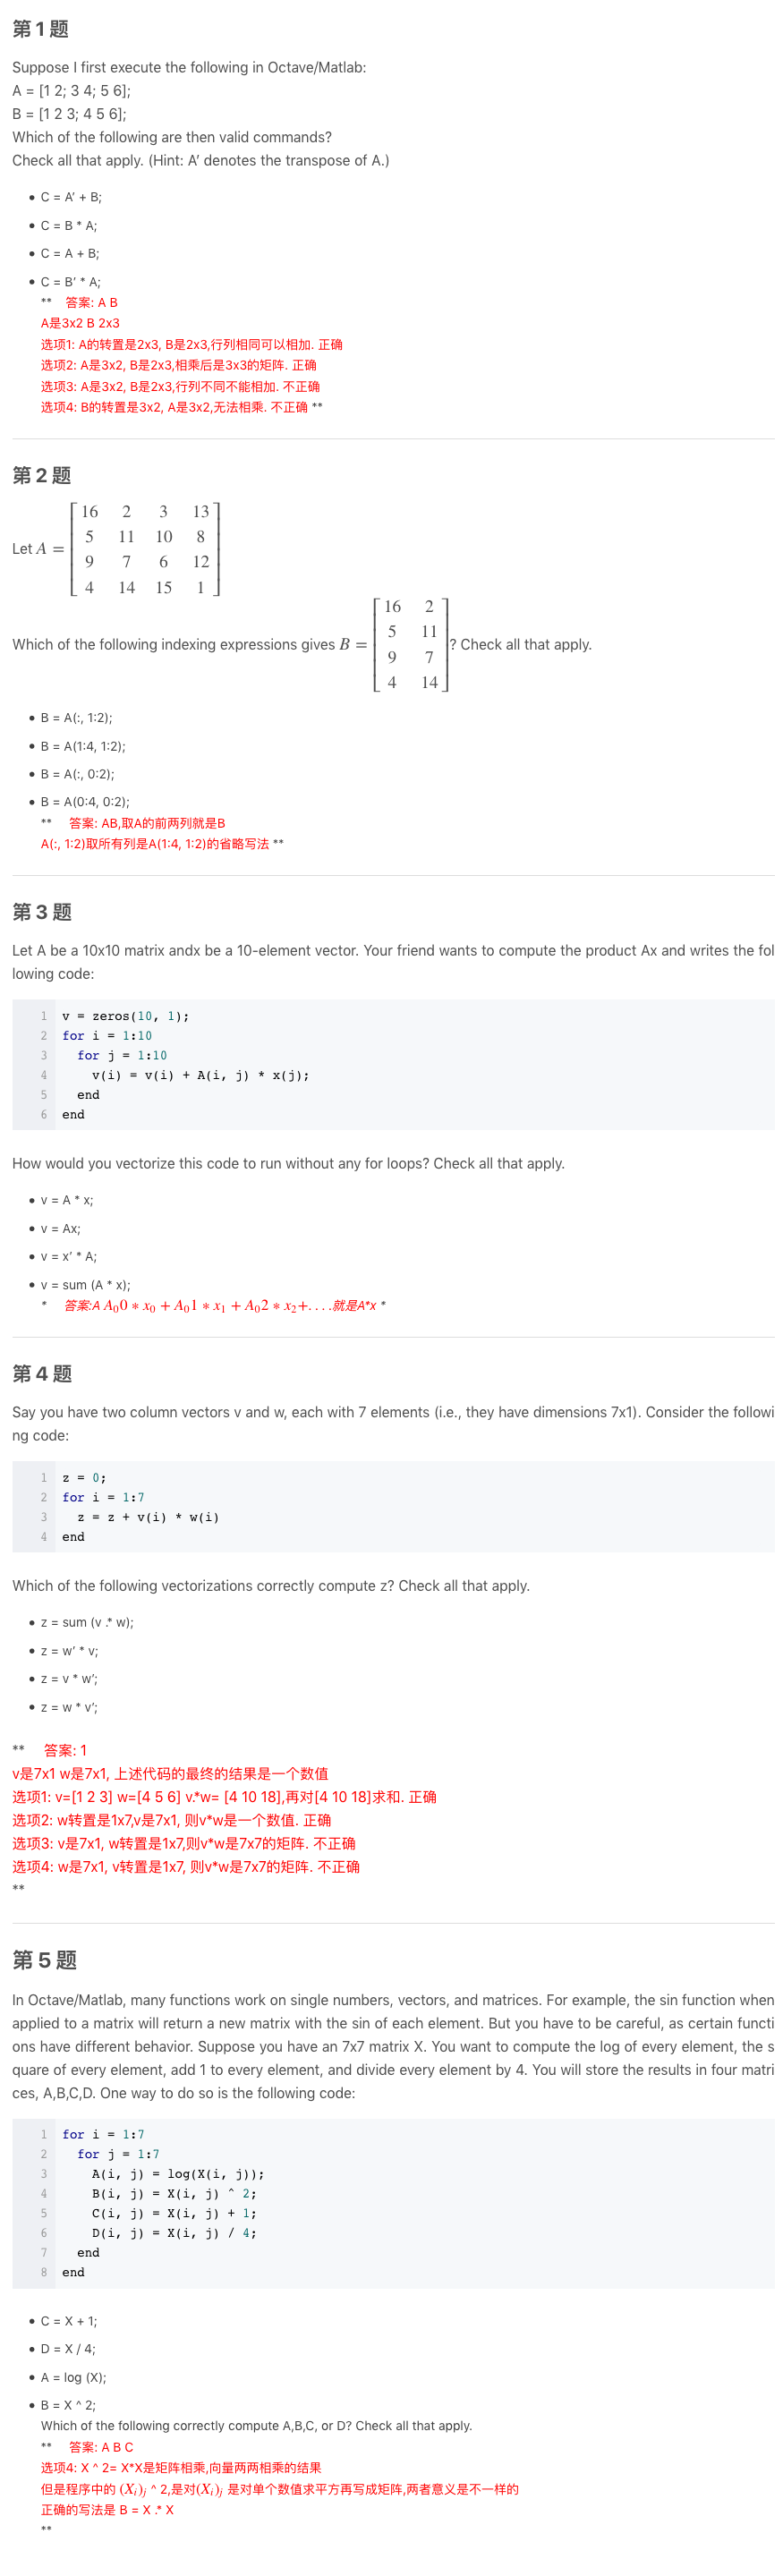 第 1 题
Suppose I first execute the following in Octave/Matlab:
A = [1 2; 3 4; 5 6];
B = [1 2 3; 4 5 6];
Which of the following are then valid commands?
Check all that apply. (Hint: A’ denotes the transpose of A.)
• C = A’ + B;
• C = B * A;
• C = A + B;
• C = B’ * A;
** 答案: A B
A是3x2 B 2x3
选项1: A的转置是2x3, B是2x3,行列相同可以相加. 正确
选项2: A是3x2, B是2x3,相乘后是3x3的矩阵. 正确
选项3: A是3x2, B是2x3,行列不同不能相加. 不正确
选项4: B的转置是3x2, A是3x2,无法相乘. 不正确 **
第 2 题
16 2 3 13
5 11 10 8
Let A =
9 7 6 12
4 14 15 1
16 2
5 11
Which of the following indexing expressions gives B = ? Check all that apply.
9 7
4 14
• B = A(:, 1:2);
• B = A(1:4, 1:2);
• B = A(:, 0:2);
• B = A(0:4, 0:2);
** 答案: AB,取A的前两列就是B
A(:, 1:2)取所有列是A(1:4, 1:2)的省略写法 **
第 3 题
Let A be a 10x10 matrix andx be a 10-element vector. Your friend wants to compute the product Ax and writes the fol
lowing code:
1 v = zeros(10, 1);
2 for i = 1:10
3 for j = 1:10
4 v(i) = v(i) + A(i, j) * x(j);
5 end
6 end
How would you vectorize this code to run without any for loops? Check all that apply.
• v = A * x;
• v = Ax;
• v = x’ * A;
• v = sum (A * x);
* 答案:A A₀0 ∗ x₀ + A₀1 ∗ x₁ + A₀2 ∗ x₂+. . . .就是A*x *
第 4 题
Say you have two column vectors v and w, each with 7 elements (i.e., they have dimensions 7x1). Consider the followi
ng code:
1 z = 0;
2 for i = 1:7
3 z = z + v(i) * w(i)
4 end
Which of the following vectorizations correctly compute z? Check all that apply.
• z = sum (v .* w);
• z = w’ * v;
• z = v * w’;
• z = w * v’;
** 答案: 1
v是7x1 w是7x1, 上述代码的最终的结果是一个数值
选项1: v=[1 2 3] w=[4 5 6] v.*w= [4 10 18],再对[4 10 18]求和. 正确
选项2: w转置是1x7,v是7x1, 则v*w是一个数值. 正确
选项3: v是7x1, w转置是1x7,则v*w是7x7的矩阵. 不正确
选项4: w是7x1, v转置是1x7, 则v*w是7x7的矩阵. 不正确
**
第 5 题
In Octave/Matlab, many functions work on single numbers, vectors, and matrices. For example, the sin function when
applied to a matrix will return a new matrix with the sin of each element. But you have to be careful, as certain functi
ons have different behavior. Suppose you have an 7x7 matrix X. You want to compute the log of every element, the s
quare of every element, add 1 to every element, and divide every element by 4. You will store the results in four matri
ces, A,B,C,D. One way to do so is the following code:
1 for i = 1:7
2 for j = 1:7
3 A(i, j) = log(X(i, j));
4 B(i, j) = X(i, j) ^ 2;
5 C(i, j) = X(i, j) + 1;
6 D(i, j) = X(i, j) / 4;
7 end
8 end
• C = X + 1;
• D = X / 4;
• A = log (X);
• B = X ^ 2;
Which of the following correctly compute A,B,C, or D? Check all that apply.
** 答案: A B C
选项4: X ^ 2= X*X是矩阵相乘,向量两两相乘的结果
但是程序中的 (Xᵢ)ⱼ ^ 2,是对(Xᵢ)ⱼ 是对单个数值求平方再写成矩阵,两者意义是不一样的
正确的写法是 B = X .* X
**